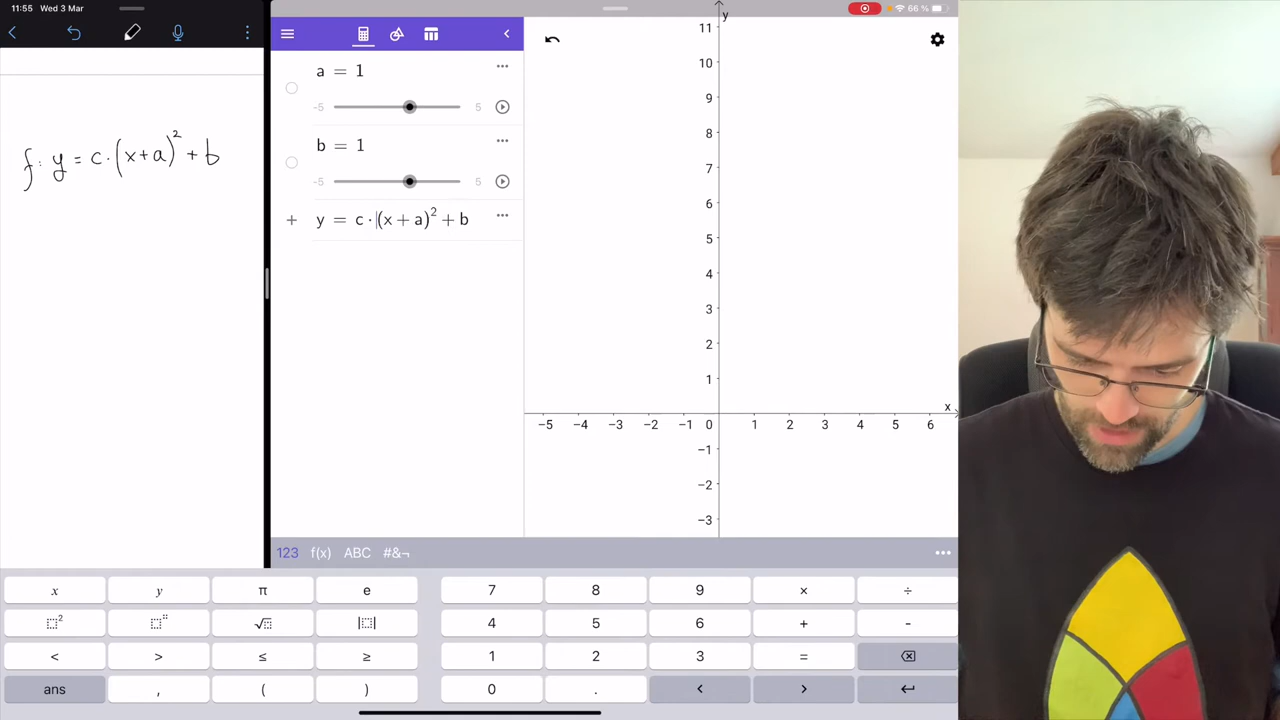 11:55 Wed 3 Mar
66 %
f: y = c·(x+a)² + b
a = 1
-5
5
b = 1
-5
5
+ y = c·(x + a)² + b
y
11
10
9
8
7
6
5
4
3
2
1
x
−5 −4 −3 −2 −1 0 1 2 3 4 5 6
−1
−2
−3
123 f(x) ABC #&¬
x y π e 7 8 9 × ÷
4 5 6 + -
< > ≤ ≥ 1 2 3 =
ans , ( ) 0 . < >